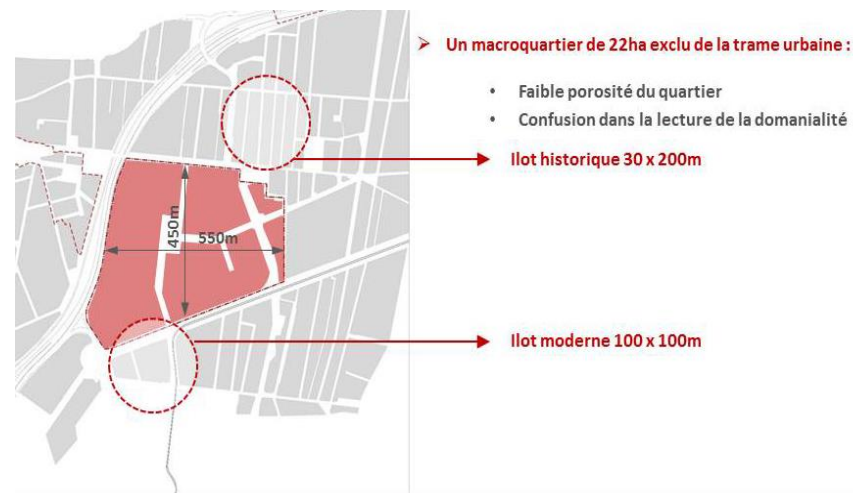 ➢ Un macroquartier de 22ha exclu de la trame urbaine :
• Faible porosité du quartier
• Confusion dans la lecture de la domanialité
Ilot historique 30 x 200m
450m
550m
Ilot moderne 100 x 100m